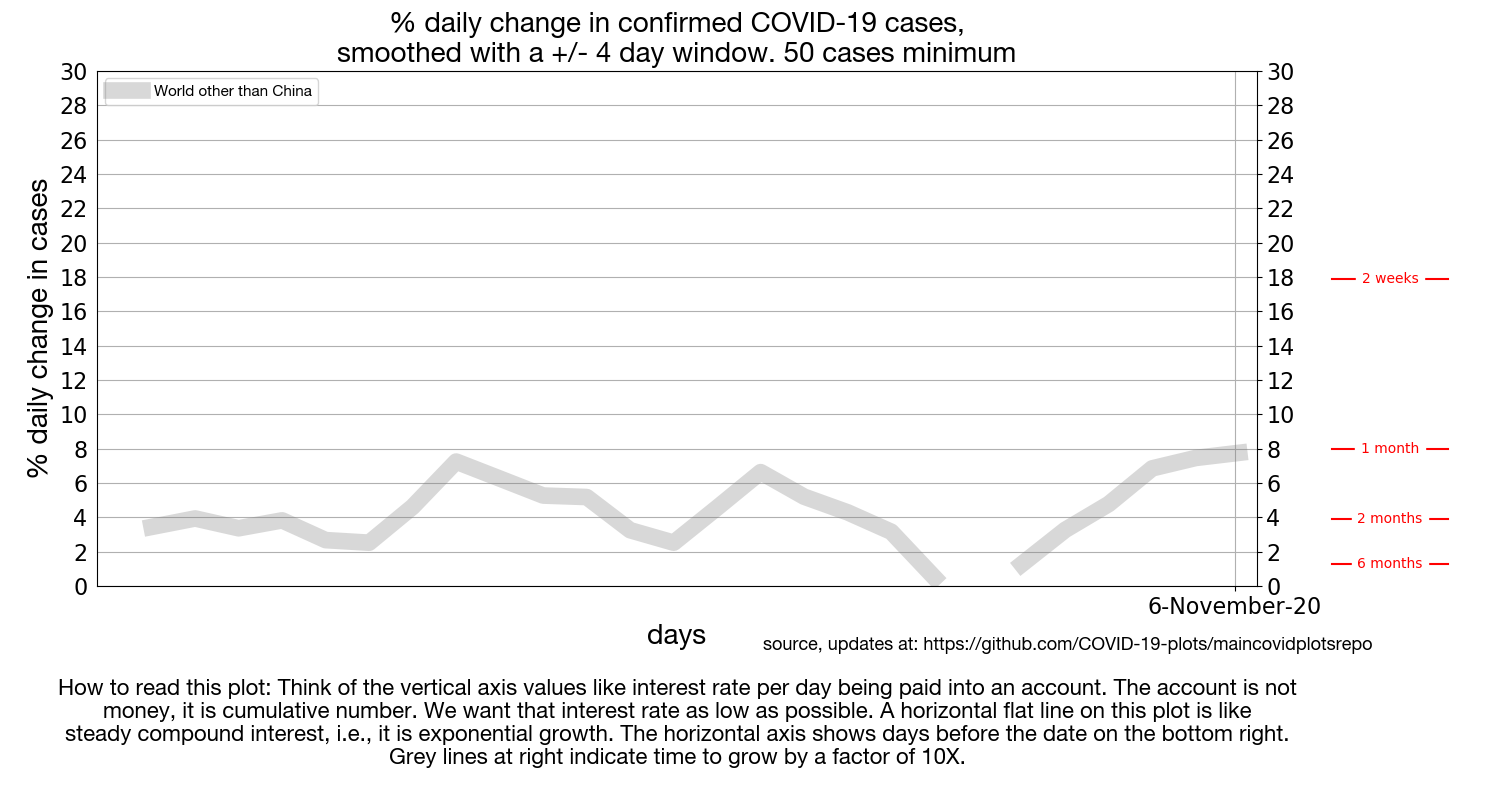 % daily change in confirmed COVID-19 cases,
smoothed with a +/- 4 day window. 50 cases minimum
World other than China
% daily change in cases
30
28
26
24
22
20
18
16
14
12
10
8
6
4
2
0
30
28
26
24
22
20
18
16
14
12
10
8
6
4
2
0
2 weeks
1 month
2 months
6 months
6-November-20
days
source, updates at: https://github.com/COVID-19-plots/maincovidplotsrepo
How to read this plot: Think of the vertical axis values like interest rate per day being paid into an account. The account is not
money, it is cumulative number. We want that interest rate as low as possible. A horizontal flat line on this plot is like
steady compound interest, i.e., it is exponential growth. The horizontal axis shows days before the date on the bottom right.
Grey lines at right indicate time to grow by a factor of 10X.